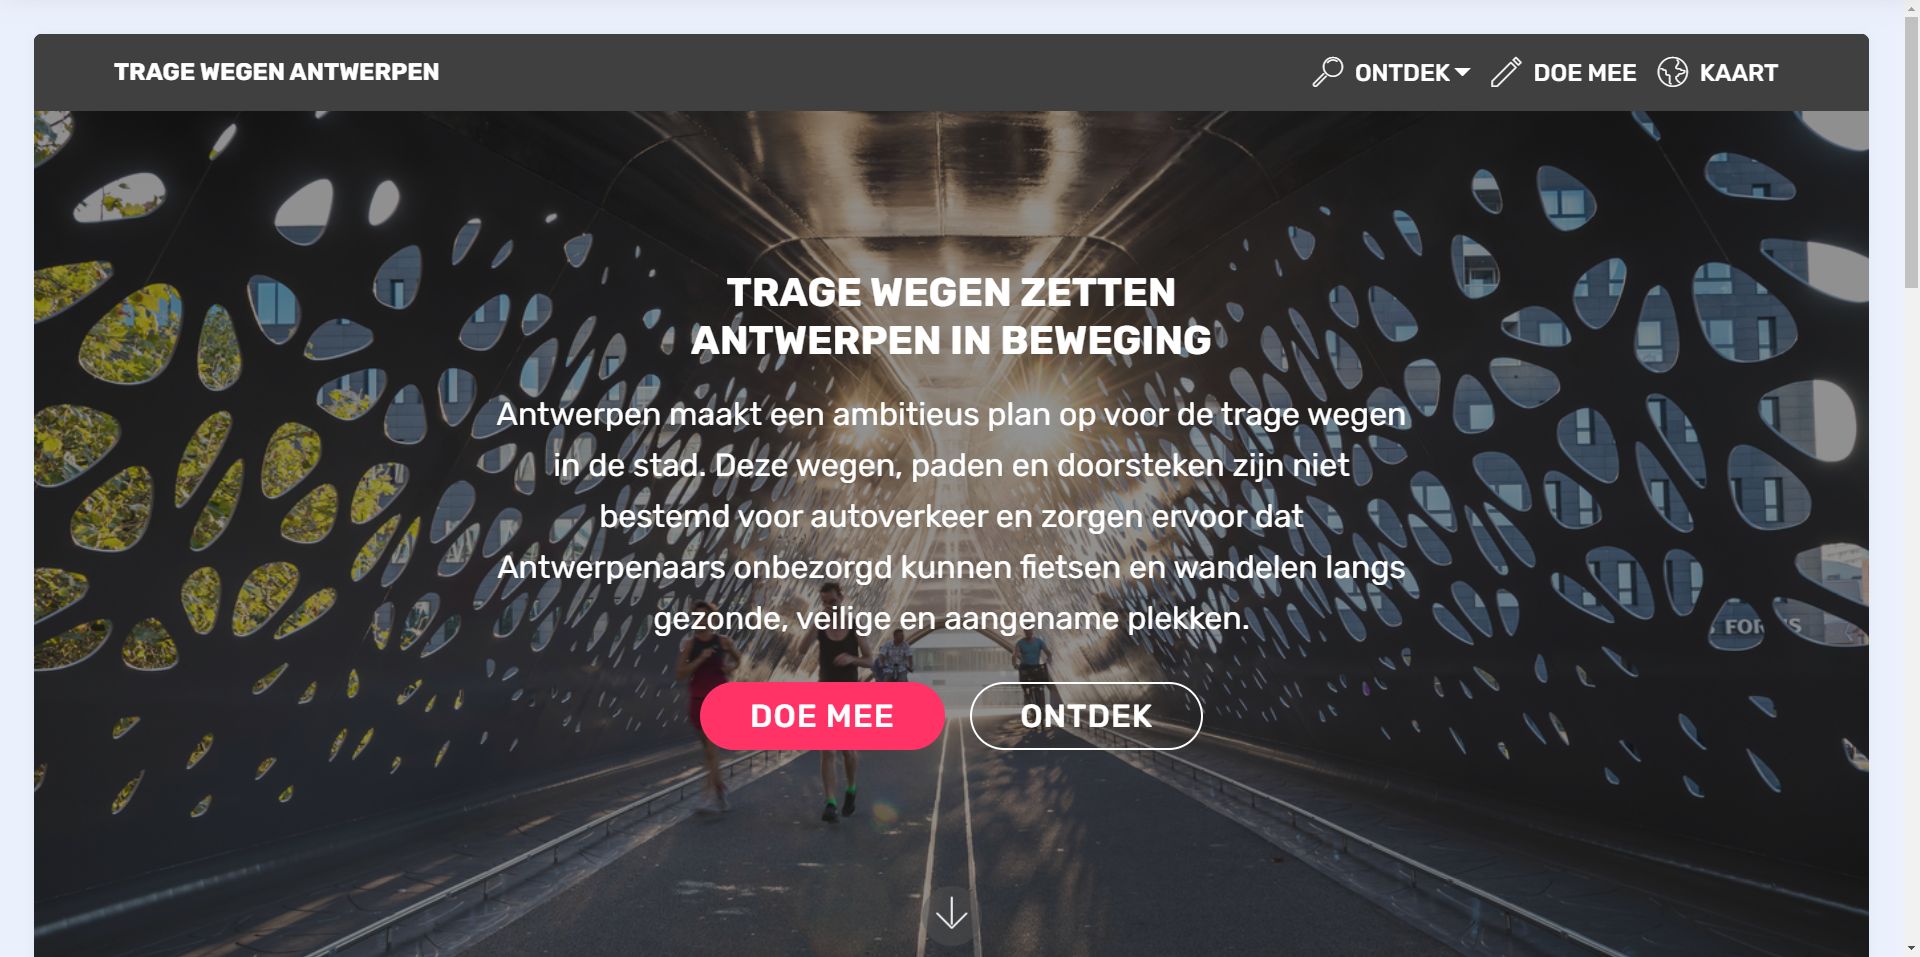 TRAGE WEGEN ANTWERPEN
ONTDEK
DOE MEE
KAART
TRAGE WEGEN ZETTEN
ANTWERPEN IN BEWEGING
Antwerpen maakt een ambitieus plan op voor de trage wegen
in de stad. Deze wegen, paden en doorsteken zijn niet
bestemd voor autoverkeer en zorgen ervoor dat
Antwerpenaars onbezorgd kunnen fietsen en wandelen langs
gezonde, veilige en aangename plekken.
DOE MEE
ONTDEK